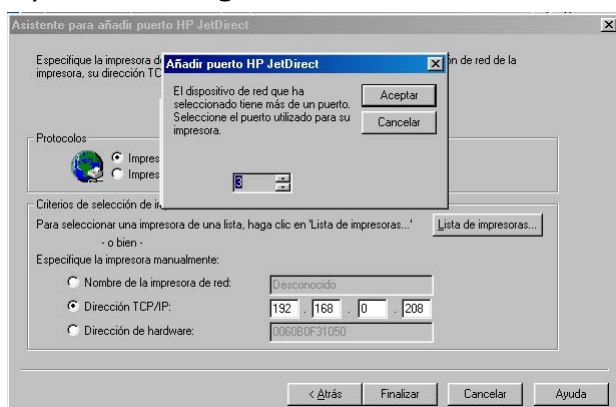 Asistente para añadir puerto HP JetDirect
Especifique la impresora d
ón de red de la
impresora, su dirección TC
Añadir puerto HP JetDirect
El dispositivo de red que ha
seleccionado tiene más de un puerto.
Seleccione el puerto utilizado para su
impresora.
Aceptar
Cancelar
3
Protocolos
Impres
Impres
Criterios de selección de
Para seleccionar una impresora de una lista, haga clic en 'Lista de impresoras...'
Lista de impresoras...
- o bien -
Especifique la impresora manualmente:
Nombre de la impresora de red:
Desconocido
Dirección TCP/IP:
192 . 168 . 0 . 208
Dirección de hardware:
0060B0F31050
< Atrás
Finalizar
Cancelar
Ayuda